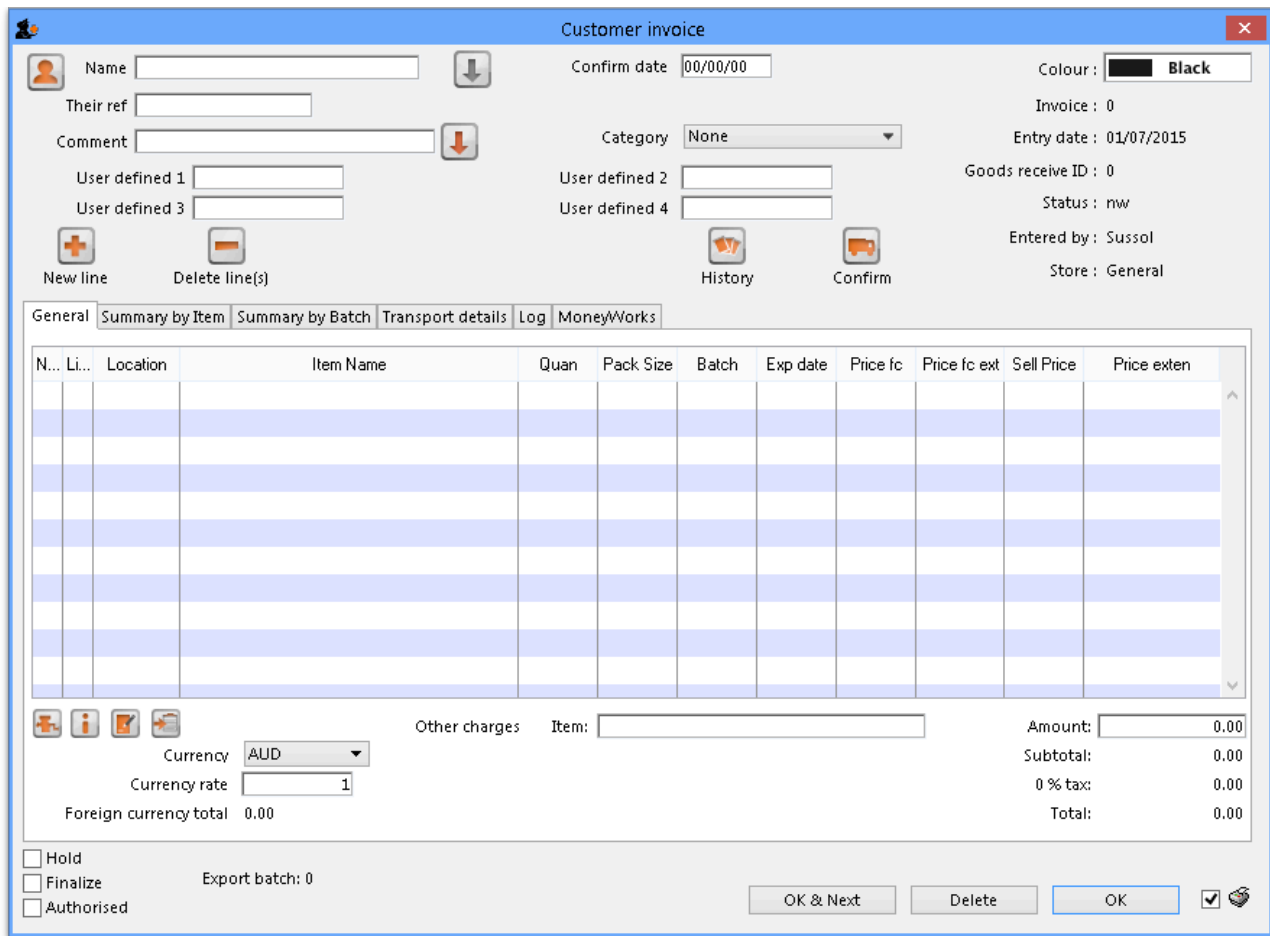 Customer invoice
Name
Confirm date 00/00/00
Colour : Black
Their ref
Invoice : 0
Comment
Category None
Entry date : 01/07/2015
User defined 1
User defined 2
Goods receive ID : 0
User defined 3
User defined 4
Status : nw
Entered by : Sussol
New line
Delete line(s)
History
Confirm
Store : General
General Summary by Item Summary by Batch Transport details Log MoneyWorks
N... Li... Location Item Name Quan Pack Size Batch Exp date Price fc Price fc ext Sell Price Price exten
Other charges Item:
Amount: 0.00
Currency AUD
Subtotal: 0.00
Currency rate 1
0 % tax: 0.00
Foreign currency total 0.00
Total: 0.00
Hold
Finalize
Export batch: 0
Authorised
OK & Next
Delete
OK